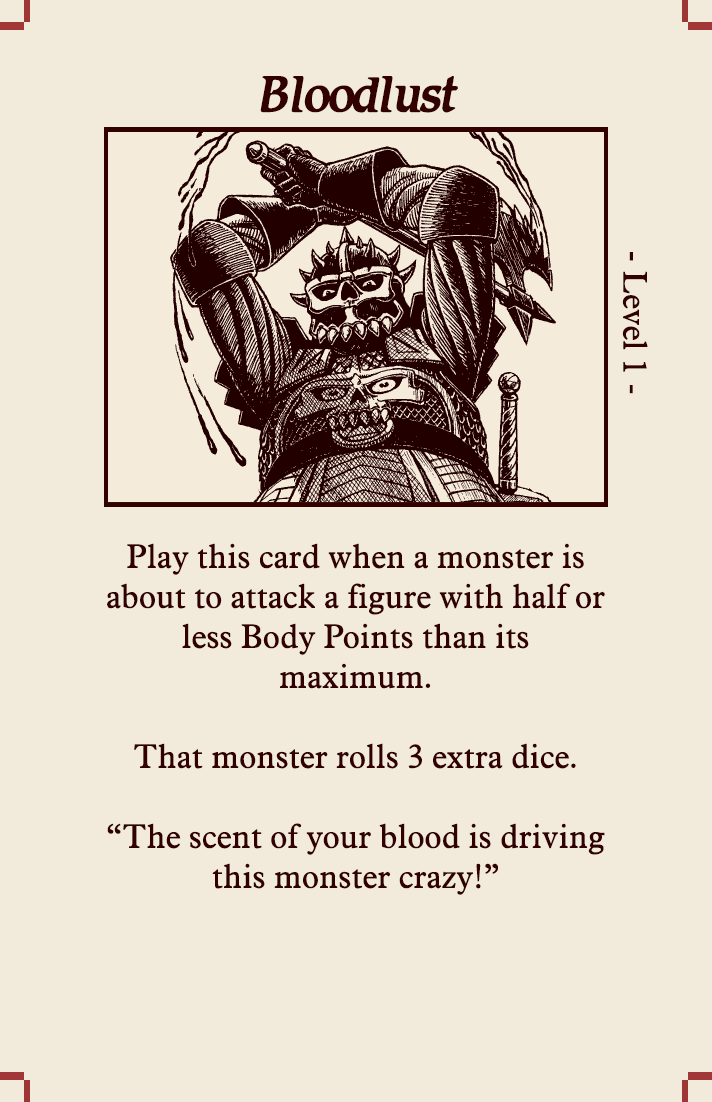 Bloodlust
- Level 1 -
Play this card when a monster is
about to attack a figure with half or
less Body Points than its
maximum.
That monster rolls 3 extra dice.
“The scent of your blood is driving
this monster crazy!”